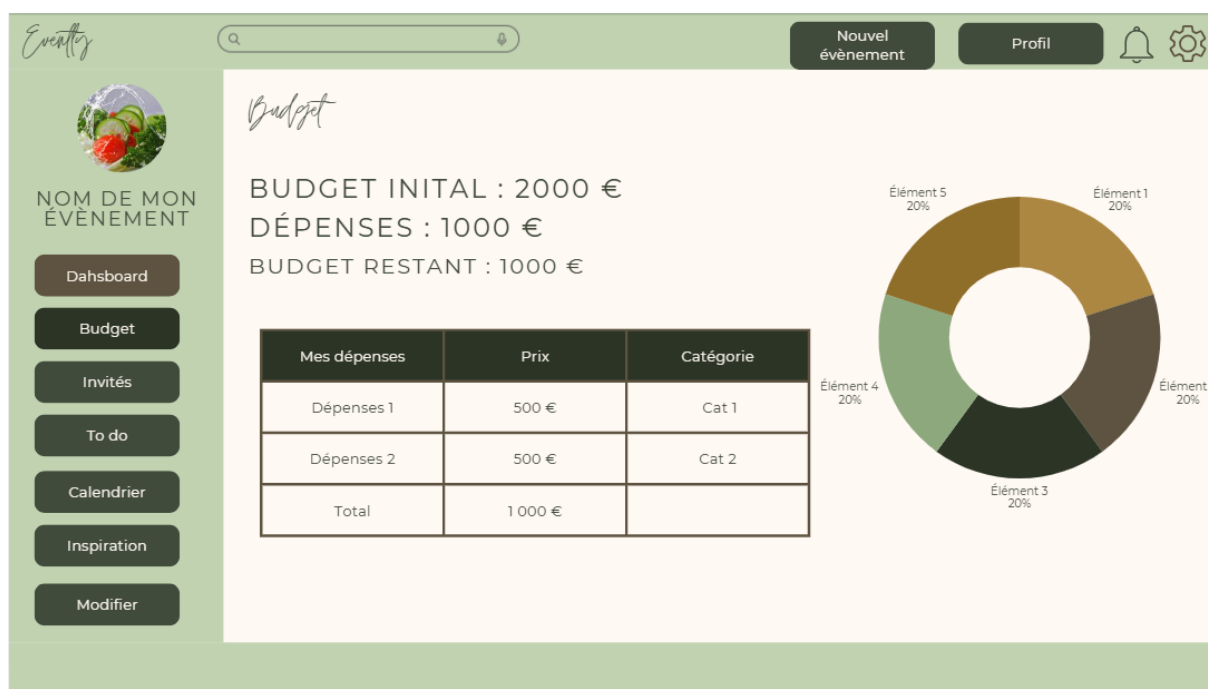 Eventfy
Nouvel
évènement
Profil
NOM DE MON
ÉVÈNEMENT
Dahsboard
Budget
Invités
To do
Calendrier
Inspiration
Modifier
Budget
BUDGET INITAL : 2000 €
DÉPENSES : 1000 €
BUDGET RESTANT : 1000 €
Mes dépenses Prix Catégorie
Dépenses 1 500 € Cat 1
Dépenses 2 500 € Cat 2
Total 1 000 €
Élément 5
20%
Élément 1
20%
Élément 4
20%
Élément
20%
Élément 3
20%